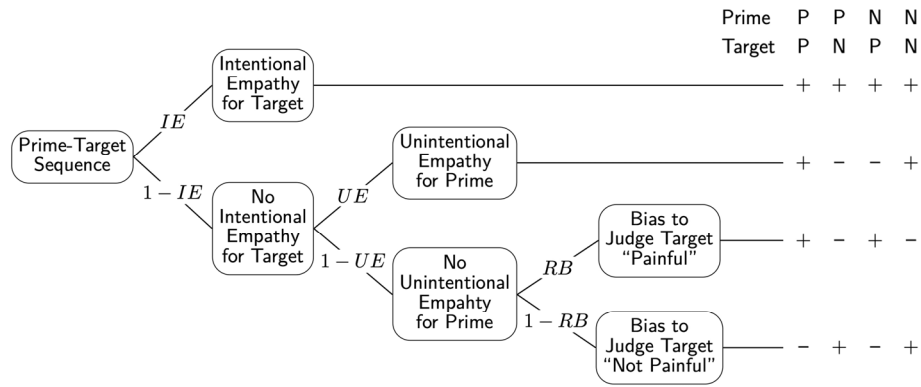 Prime P P N N
Target P N P N
Intentional
Empathy
for Target
+ + + +
IE
Prime-Target
Sequence
Unintentional
Empathy
for Prime
+ – – +
1 − IE
No
Intentional
Empathy
for Target
UE
1 − UE
Bias to
Judge Target
“Painful”
+ – + –
No
Unintentional
Empahty
for Prime
RB
1 − RB
Bias to
Judge Target
“Not Painful”
– + – +